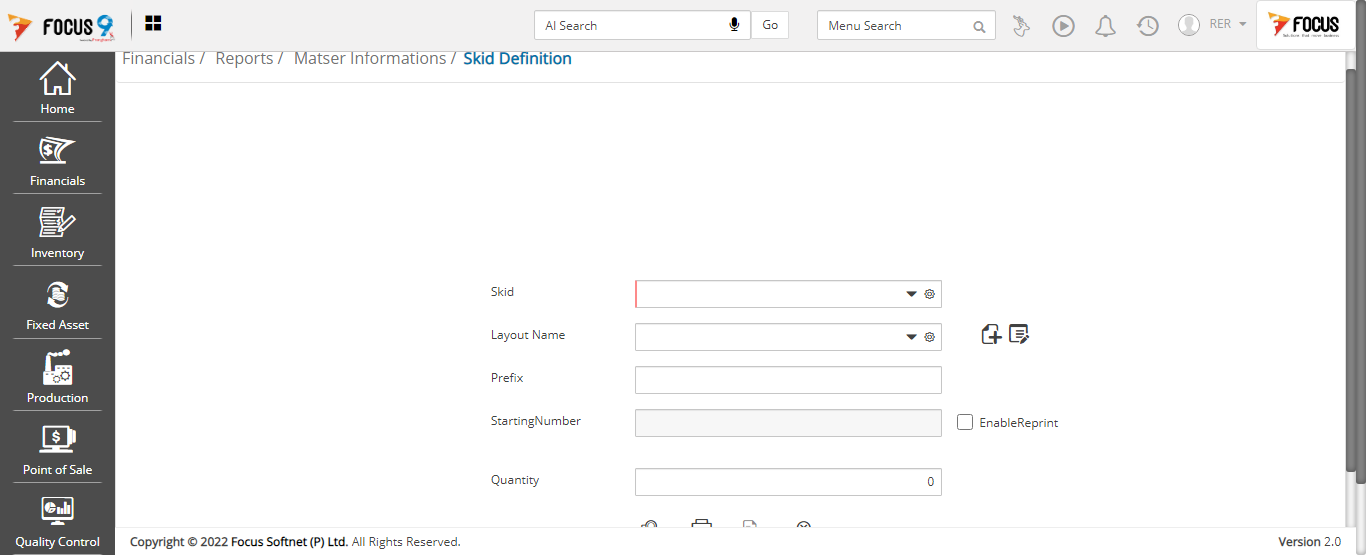 FOCUS 9
AI Search
Go
Menu Search
RER
FOCUS
Financials / Reports / Matser Informations / Skid Definition
Home
Financials
Inventory
Fixed Asset
Production
Point of Sale
Quality Control
Skid
Layout Name
Prefix
StartingNumber
EnableReprint
Quantity
0
Copyright © 2022 Focus Softnet (P) Ltd. All Rights Reserved.
Version 2.0